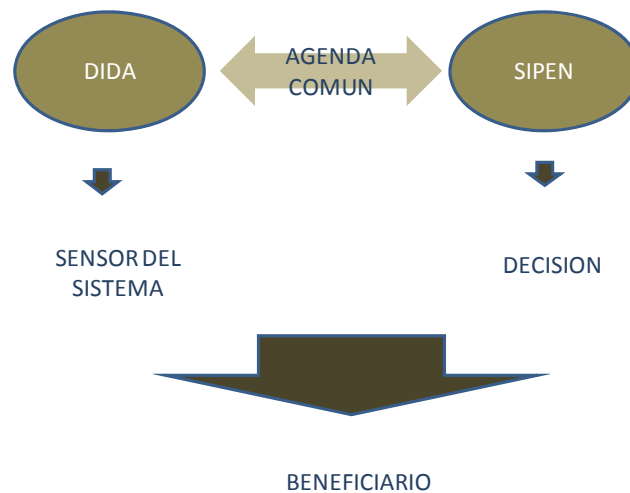 DIDA
AGENDA
COMUN
SIPEN
SENSOR DEL
SISTEMA
DECISION
BENEFICIARIO